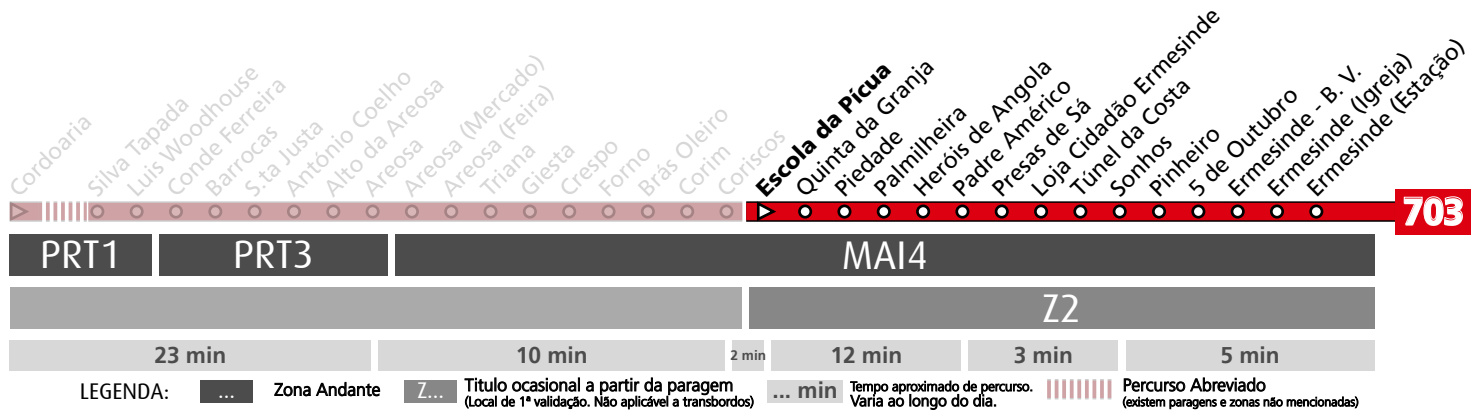 Cordoaria
Silva Tapada
Luís Woodhouse
Conde Ferreira
Barrocas
S.ta Justa
António Coelho
Alto da Areosa
Areosa
Areosa (Mercado)
Areosa (Feira)
Triana
Giesta
Crespo
Forno
Brás Oleiro
Corim
Coriscos
Escola da Pícua
Quinta da Granja
Piedade
Palmilheira
Heróis de Angola
Padre Américo
Presas de Sá
Loja Cidadão Ermesinde
Túnel da Costa
Sonhos
Pinheiro
5 de Outubro
Ermesinde - B. V.
Ermesinde (Igreja)
Ermesinde (Estação)
703
PRT1 PRT3 MAI4
Z2
23 min 10 min 2 min 12 min 3 min 5 min
LEGENDA:
... Zona Andante
Z... Titulo ocasional a partir da paragem
(Local de 1ª validação. Não aplicável a transbordos)
... min Tempo aproximado de percurso.
Varia ao longo do dia.
Percurso Abreviado
(existem paragens e zonas não mencionadas)